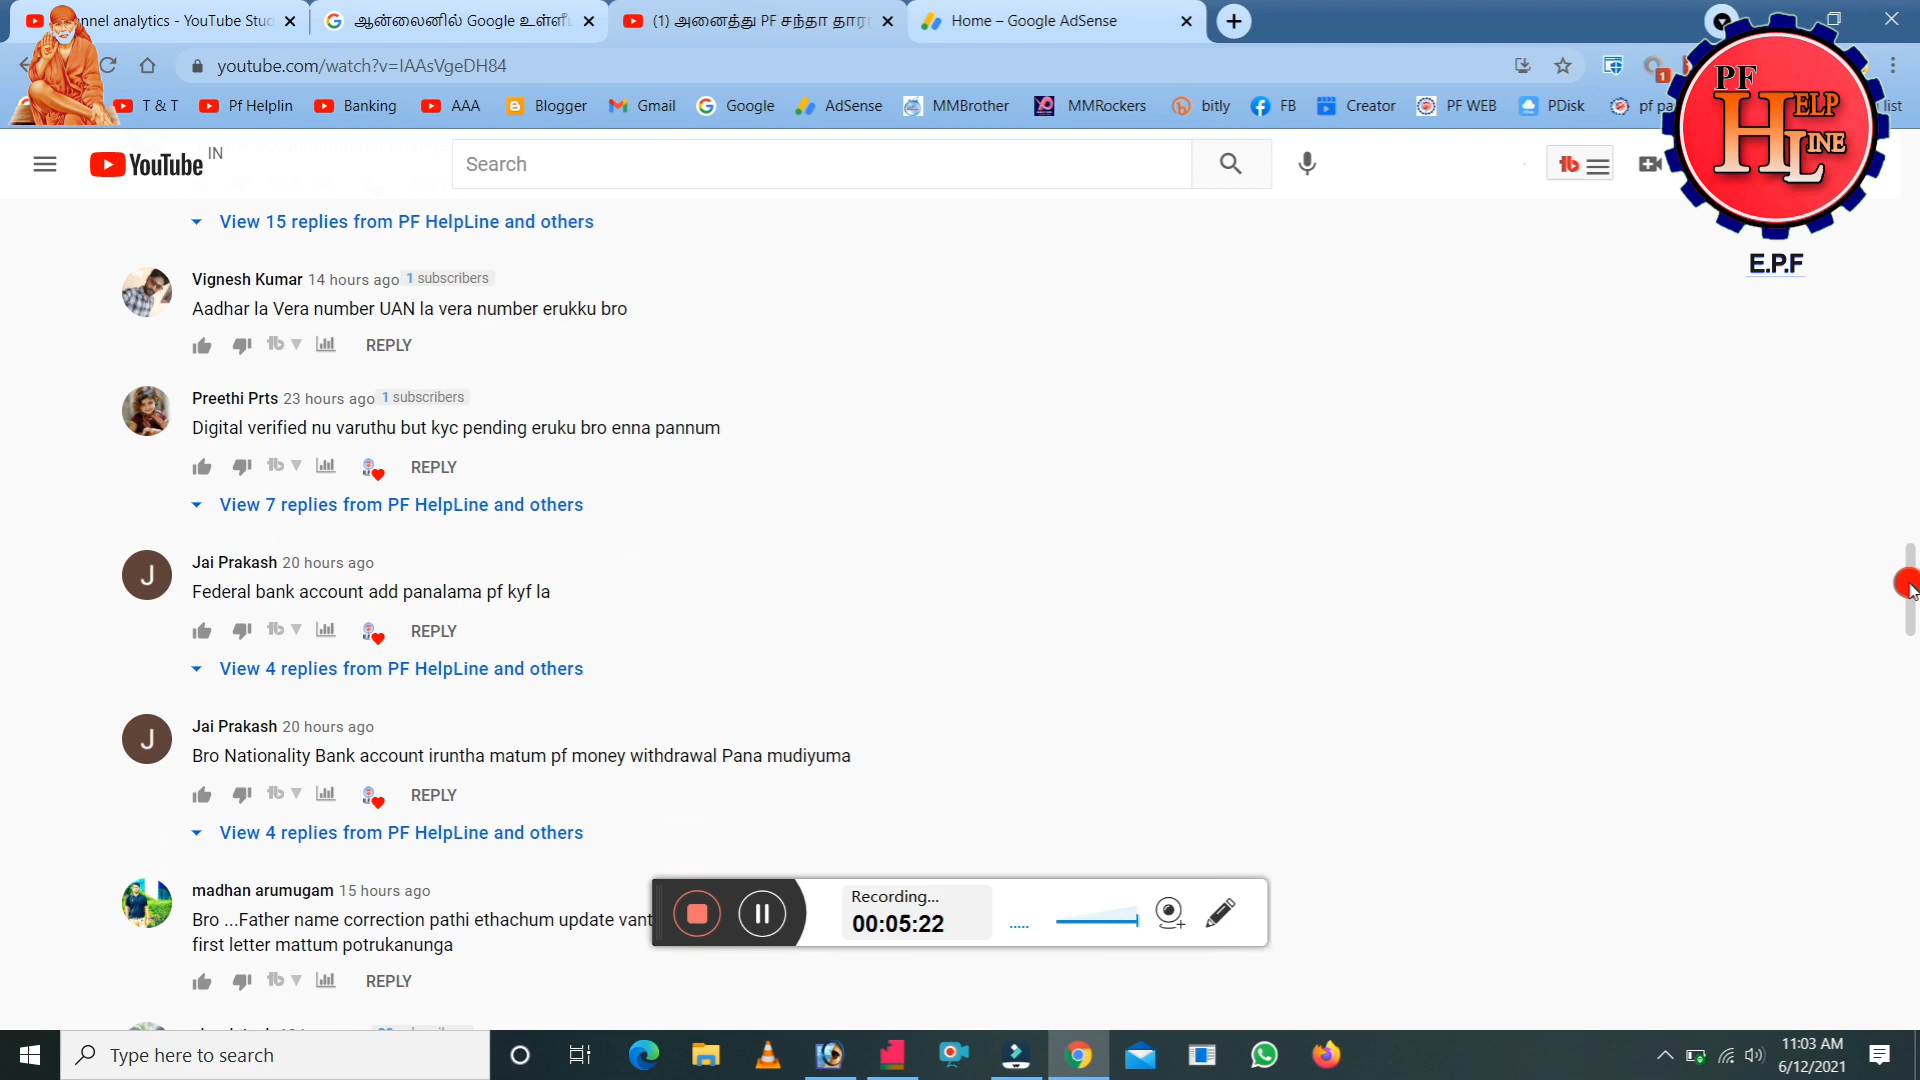 nnel analytics - YouTube Stud
ஆன்லைனில் Google உள்ளீ
(1) அனைத்து PF சந்தா தார
Home – Google AdSense
youtube.com/watch?v=IAAsVgeDH84
1
T & T
Pf Helplin
Banking
AAA
Blogger
Gmail
Google
AdSense
MMBrother
MMRockers
bitly
FB
Creator
PF WEB
PDisk
pf pa
list
PF
HELP
LINE
E.P.F
YouTube IN
Search
View 15 replies from PF HelpLine and others
Vignesh Kumar 14 hours ago 1 subscribers
Aadhar la Vera number UAN la vera number erukku bro
REPLY
Preethi Prts 23 hours ago 1 subscribers
Digital verified nu varuthu but kyc pending eruku bro enna pannum
REPLY
View 7 replies from PF HelpLine and others
J
Jai Prakash 20 hours ago
Federal bank account add panalama pf kyf la
REPLY
View 4 replies from PF HelpLine and others
J
Jai Prakash 20 hours ago
Bro Nationality Bank account iruntha matum pf money withdrawal Pana mudiyuma
REPLY
View 4 replies from PF HelpLine and others
madhan arumugam 15 hours ago
Bro ...Father name correction pathi ethachum update vant
first letter mattum potrukanunga
REPLY
Recording...
00:05:22
Type here to search
11:03 AM
6/12/2021